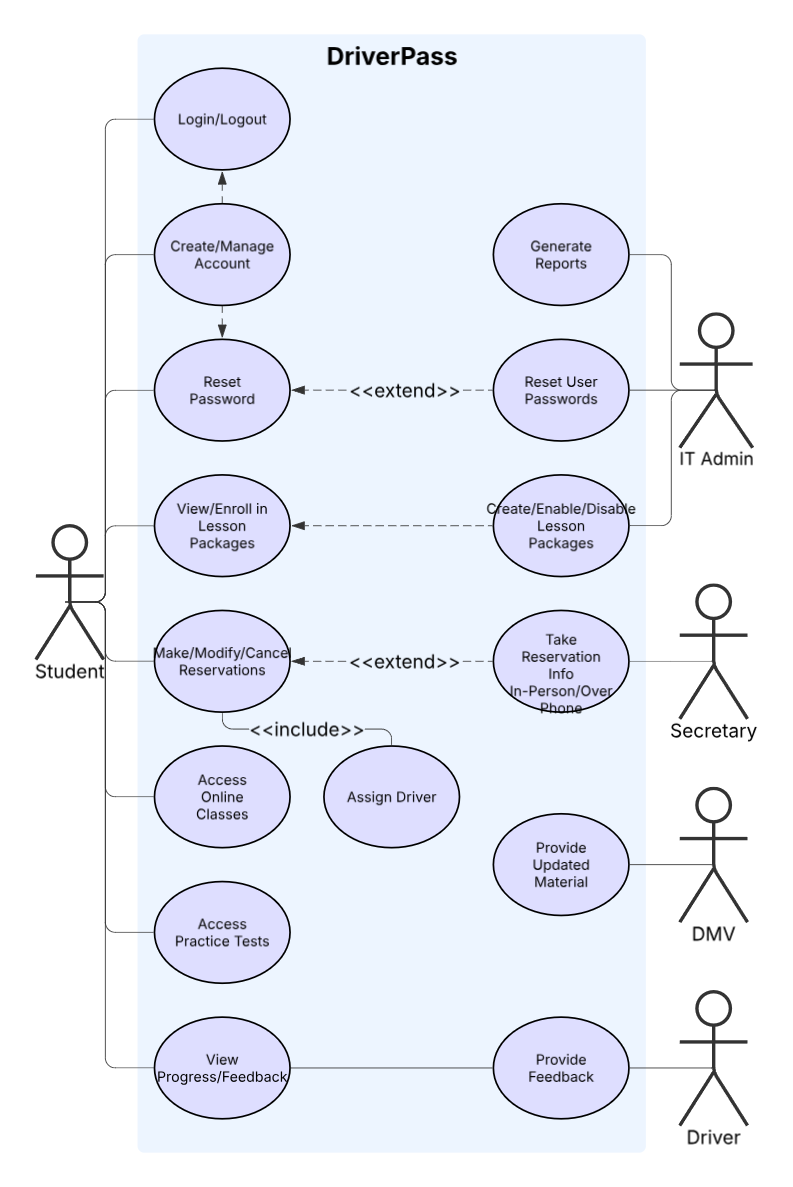 DriverPass
Login/Logout
Create/Manage
Account
Generate
Reports
Reset
Password
<<extend>>
Reset User
Passwords
IT Admin
View/Enroll in
Lesson
Packages
Create/Enable/Disable
Lesson
Packages
Student
Make/Modify/Cancel
Reservations
<<extend>>
Take
Reservation
Info
In-Person/Over
Phone
Secretary
<<include>>
Access
Online
Classes
Assign Driver
Provide
Updated
Material
DMV
Access
Practice Tests
View
Progress/Feedback
Provide
Feedback
Driver